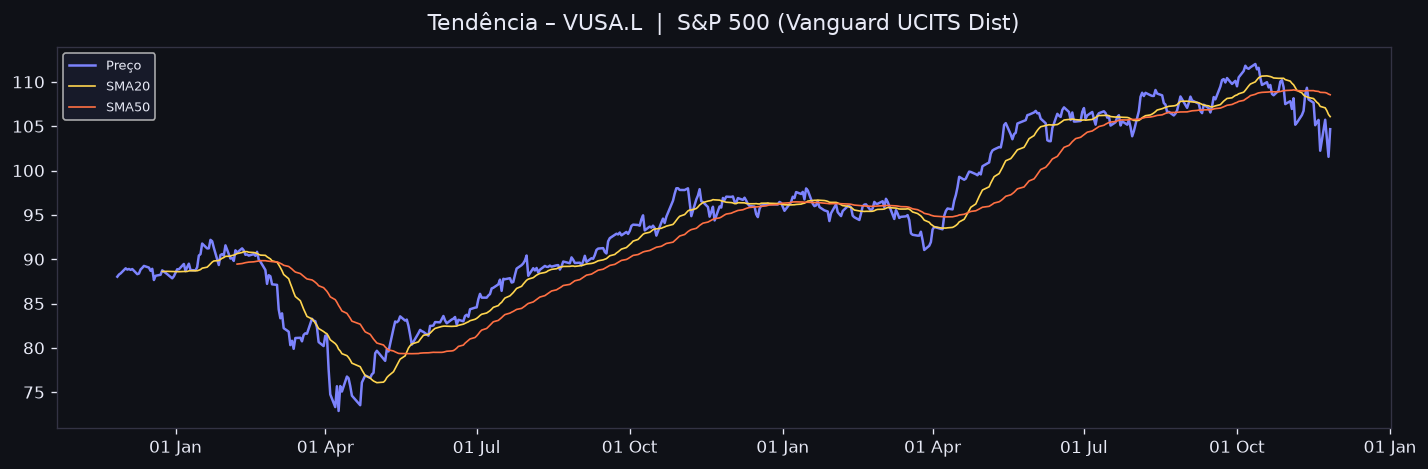 Tendência – VUSA.L | S&P 500 (Vanguard UCITS Dist)
Preço
SMA20
SMA50
110
105
100
95
90
85
80
75
01 Jan 01 Apr 01 Jul 01 Oct 01 Jan 01 Apr 01 Jul 01 Oct 01 Jan